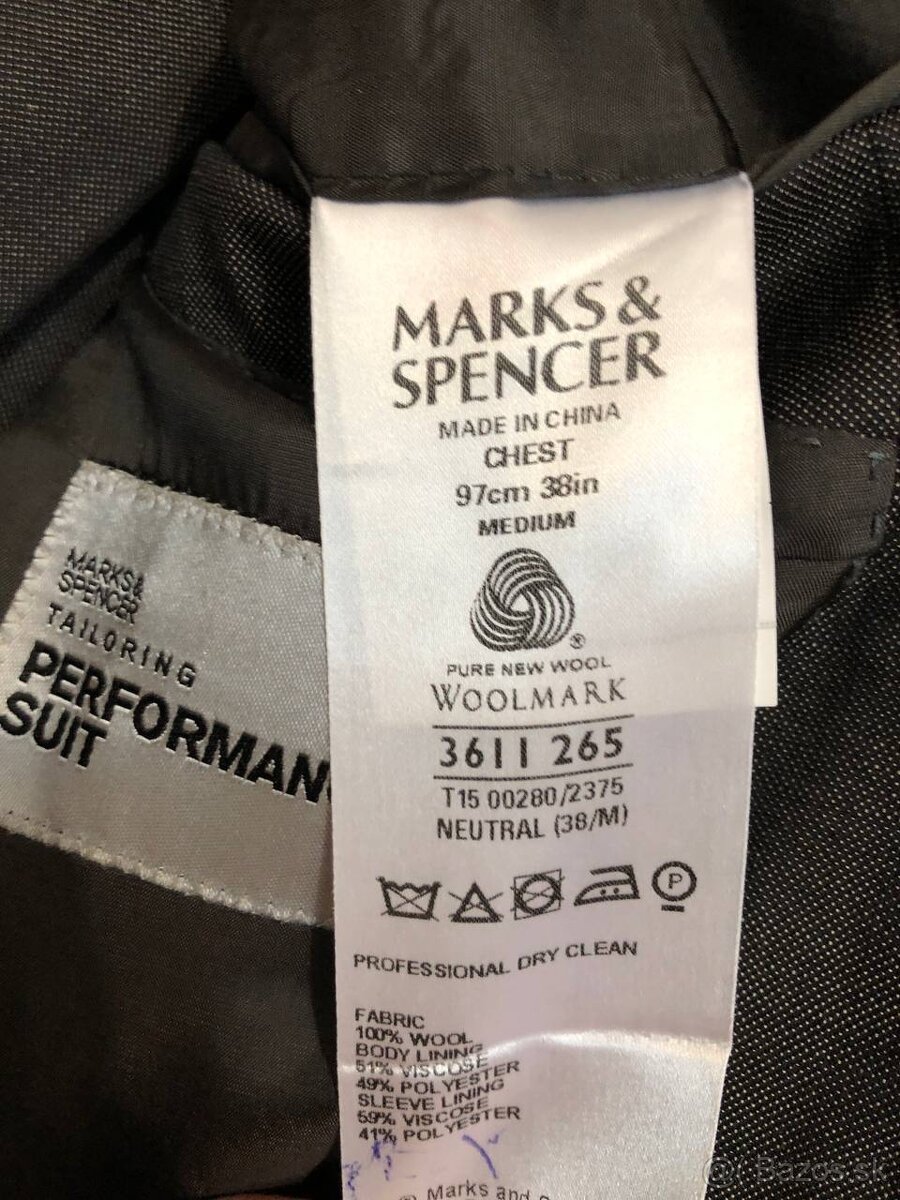 MARKS &
SPENCER
MADE IN CHINA
CHEST
97cm 38in
MEDIUM
®
PURE NEW WOOL
WOOLMARK
3611 265
T15 00280/2375
NEUTRAL (38/M)
P
PROFESSIONAL DRY CLEAN
FABRIC
100% WOOL
BODY LINING
51% VISCOSE
49% POLYESTER
SLEEVE LINING
59% VISCOSE
41% POLYESTER
© Marks and
MARKS &
SPENCER
TAILORING
PERFORMAN
SUIT
Bazos.sk